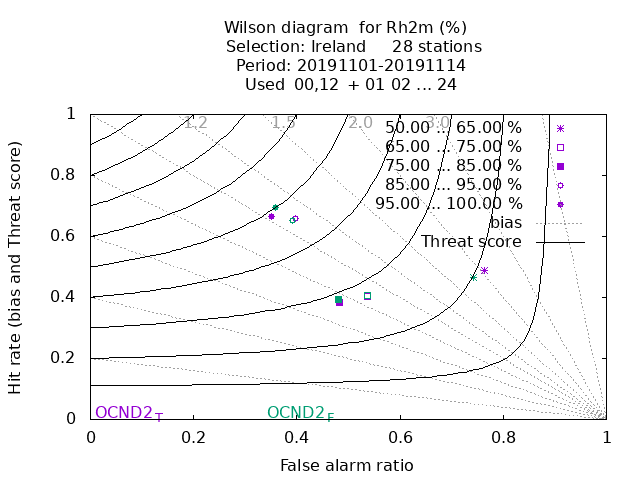 Wilson diagram for Rh2m (%)
Selection: Ireland 28 stations
Period: 20191101-20191114
Used 00,12 + 01 02 ... 24
1.2 1.5 2.0 3.0
50.00 ... 65.00 %
65.00 ... 75.00 %
75.00 ... 85.00 %
85.00 ... 95.00 %
95.00 ... 100.00 %
bias
Threat score
Hit rate (bias and Threat score)
1
0.8
0.6
0.4
0.2
0
OCND2T OCND2F
0 0.2 0.4 0.6 0.8 1
False alarm ratio